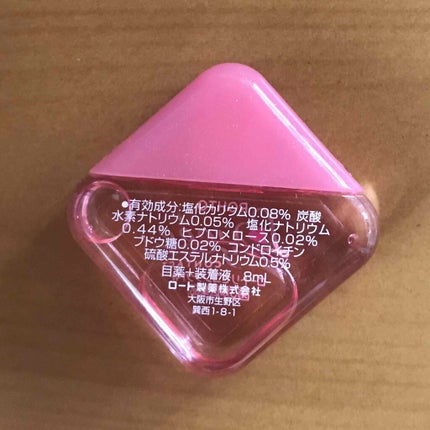 ●有効成分:塩化カリウム0.08% 炭酸
水素ナトリウム0.05% 塩化ナトリウム
0.44% ヒプロメロース0.02%
ブドウ糖0.02% コンドロイチン
硫酸エステルナトリウム0.5%
目薬+装着液 8mL
ロート製薬株式会社
大阪市生野区
巽西1-8-1